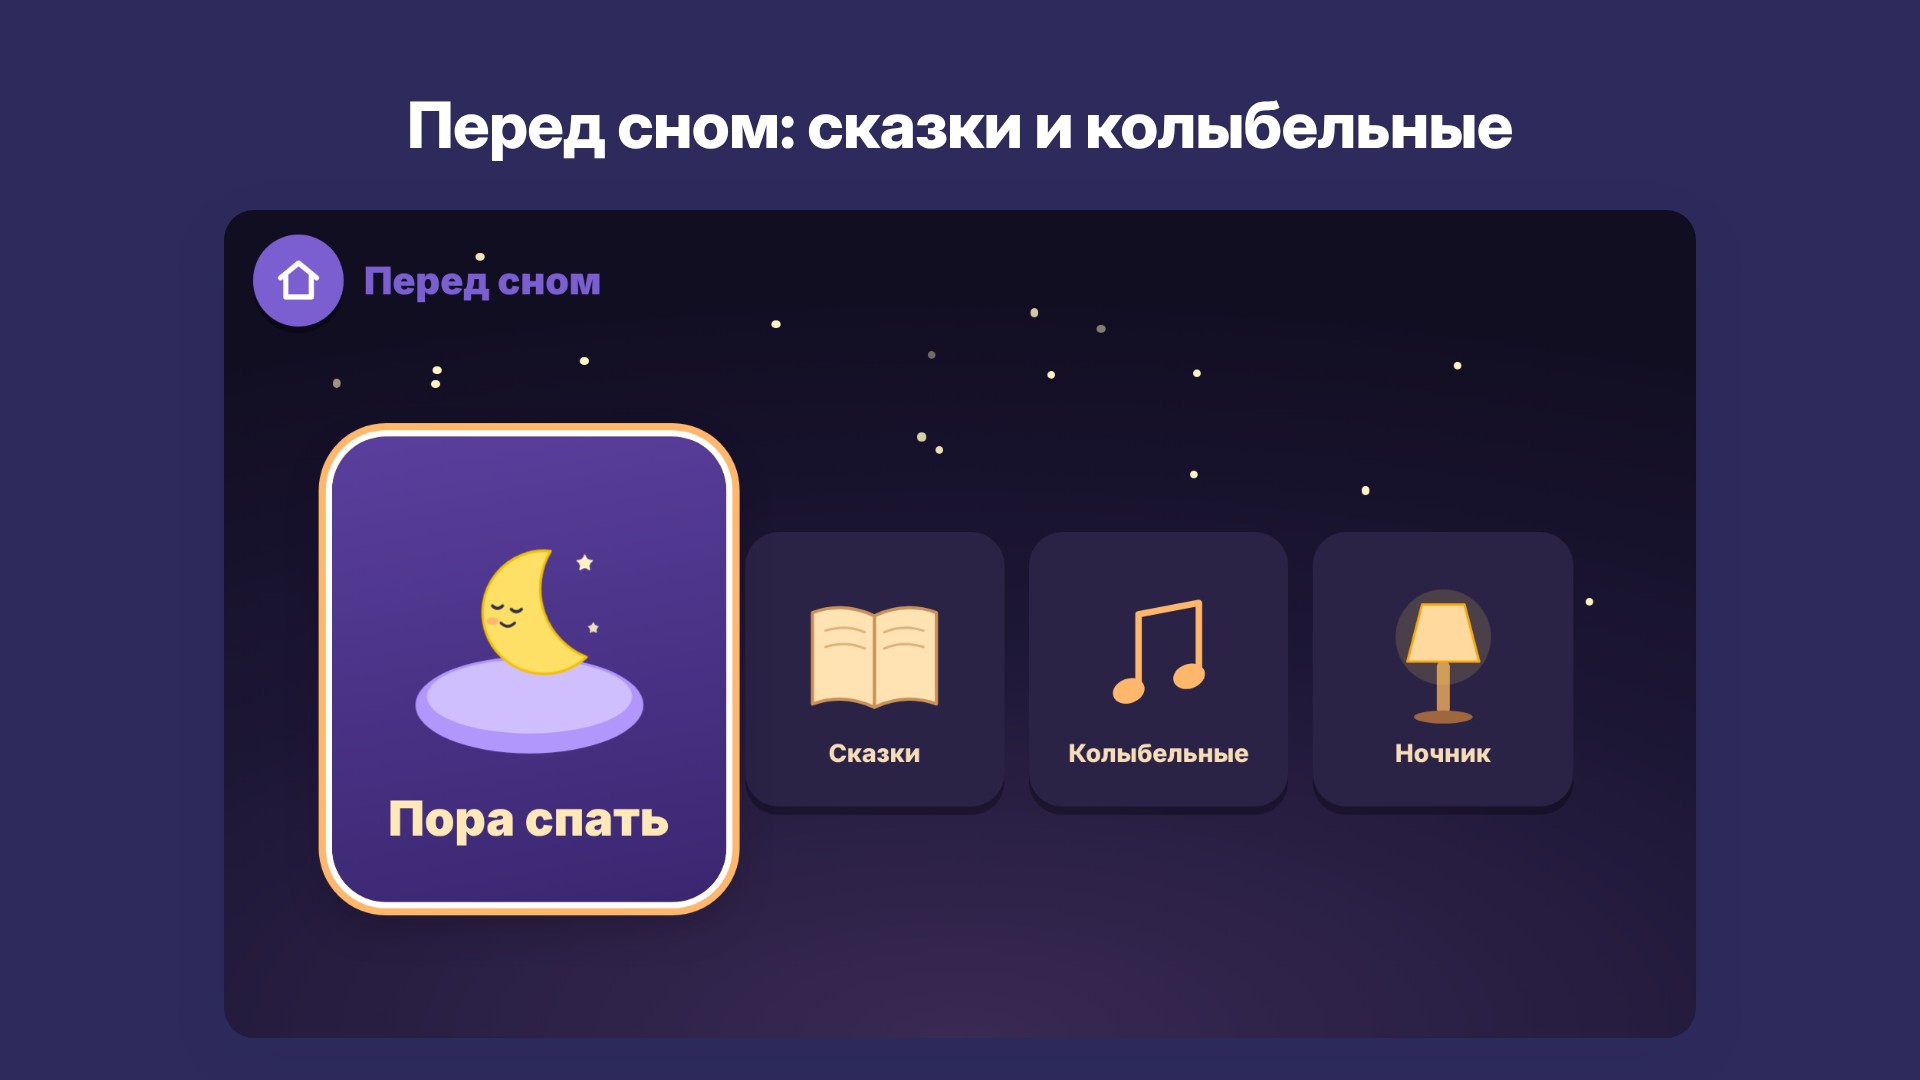 Перед сном: сказки и колыбельные
Перед сном
Пора спать
Сказки
Колыбельные
Ночник